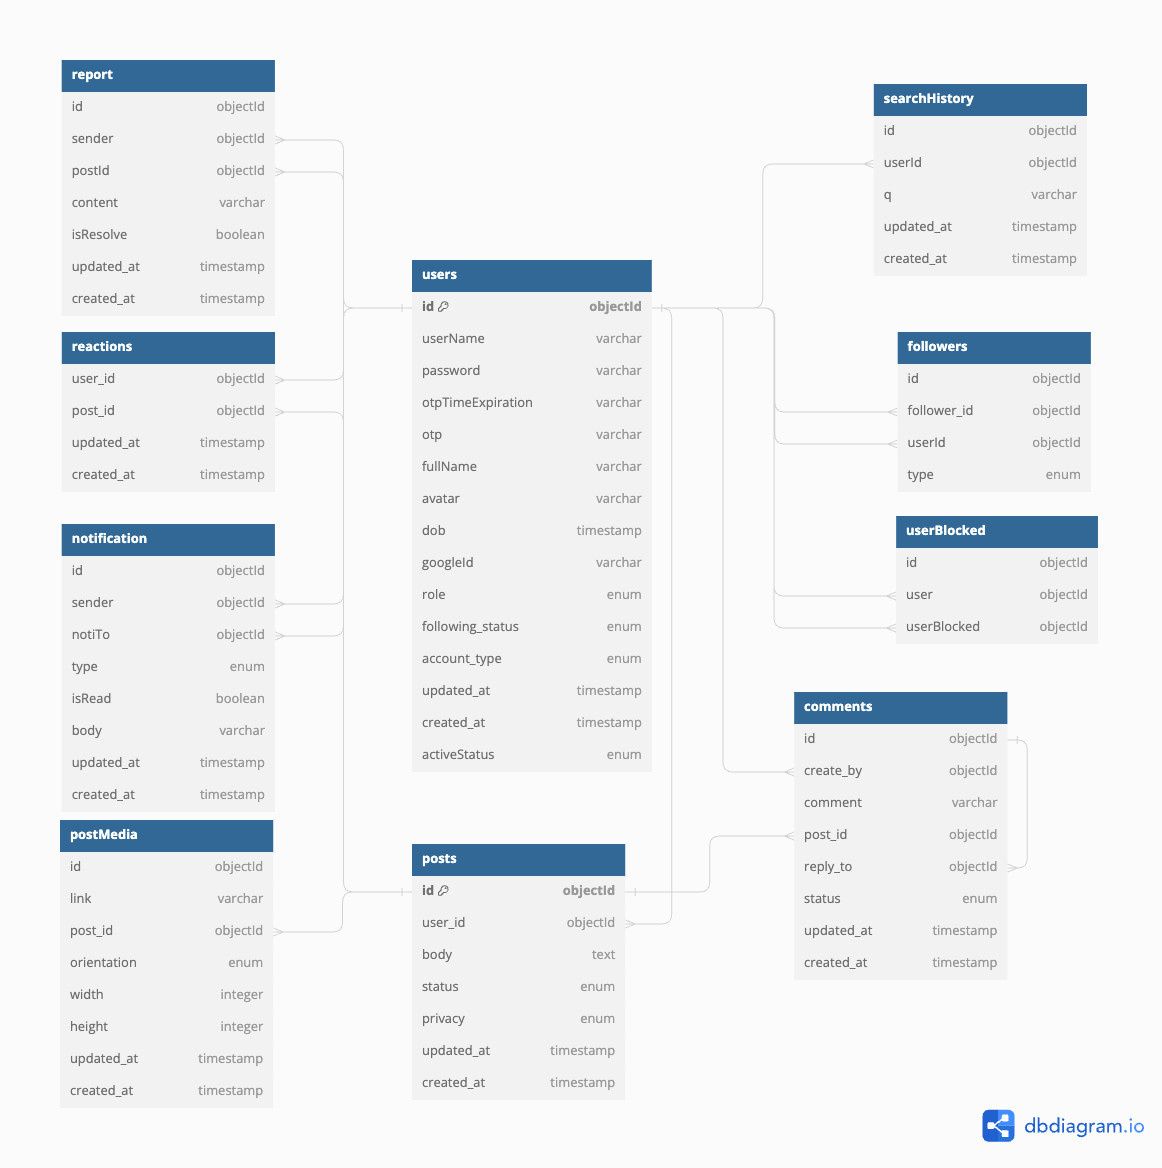 report
id objectId
sender objectId
postId objectId
content varchar
isResolve boolean
updated_at timestamp
created_at timestamp
reactions
user_id objectId
post_id objectId
updated_at timestamp
created_at timestamp
notification
id objectId
sender objectId
notiTo objectId
type enum
isRead boolean
body varchar
updated_at timestamp
created_at timestamp
postMedia
id objectId
link varchar
post_id objectId
orientation enum
width integer
height integer
updated_at timestamp
created_at timestamp
users
id objectId
userName varchar
password varchar
otpTimeExpiration varchar
otp varchar
fullName varchar
avatar varchar
dob timestamp
googleId varchar
role enum
following_status enum
account_type enum
updated_at timestamp
created_at timestamp
activeStatus enum
posts
id objectId
user_id objectId
body text
status enum
privacy enum
updated_at timestamp
created_at timestamp
searchHistory
id objectId
userId objectId
q varchar
updated_at timestamp
created_at timestamp
followers
id objectId
follower_id objectId
userId objectId
type enum
userBlocked
id objectId
user objectId
userBlocked objectId
comments
id objectId
create_by objectId
comment varchar
post_id objectId
reply_to objectId
status enum
updated_at timestamp
created_at timestamp
dbdiagram.io